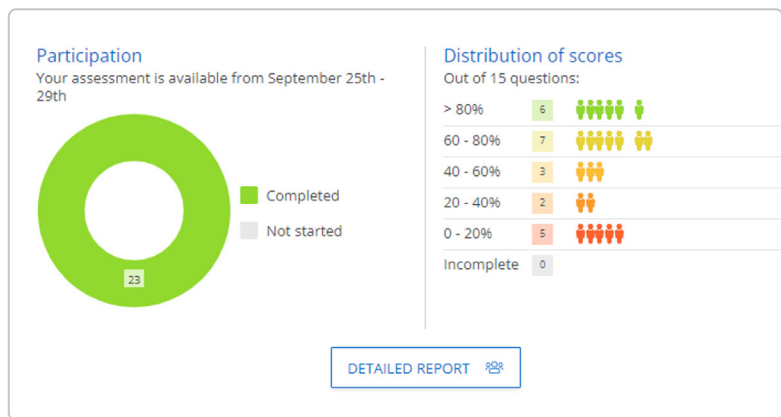 Participation
Your assessment is available from September 25th -
29th
23
Completed
Not started
Distribution of scores
Out of 15 questions:
> 80% 6
60 - 80% 7
40 - 60% 3
20 - 40% 2
0 - 20% 5
Incomplete 0
DETAILED REPORT